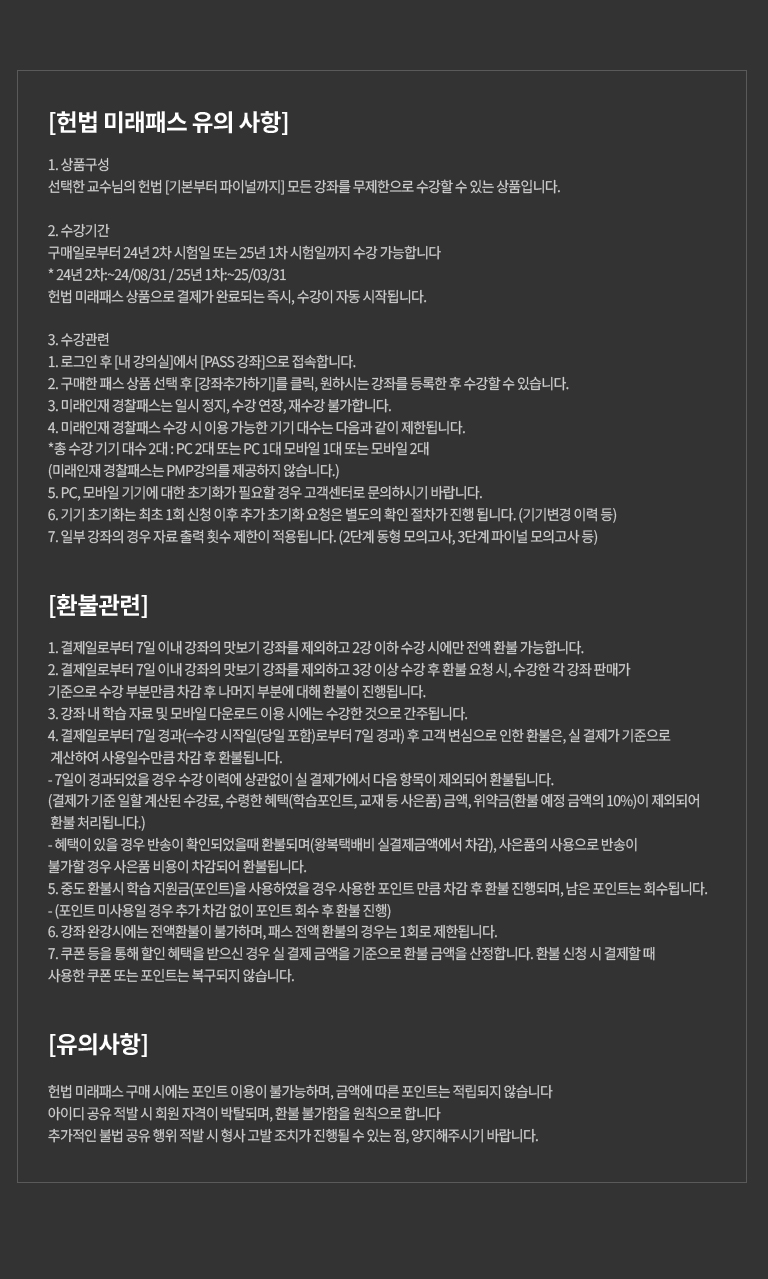 [헌법 미래패스 유의 사항]
1. 상품구성
선택한 교수님의 헌법 [기본부터 파이널까지] 모든 강좌를 무제한으로 수강할 수 있는 상품입니다.
2. 수강기간
구매일로부터 24년 2차 시험일 또는 25년 1차 시험일까지 수강 가능합니다
* 24년 2차:~24/08/31 / 25년 1차:~25/03/31
헌법 미래패스 상품으로 결제가 완료되는 즉시, 수강이 자동 시작됩니다.
3. 수강관련
1. 로그인 후 [내 강의실]에서 [PASS 강좌]으로 접속합니다.
2. 구매한 패스 상품 선택 후 [강좌추가하기]를 클릭, 원하시는 강좌를 등록한 후 수강할 수 있습니다.
3. 미래인재 경찰패스는 일시 정지, 수강 연장, 재수강 불가합니다.
4. 미래인재 경찰패스 수강 시 이용 가능한 기기 대수는 다음과 같이 제한됩니다.
*총 수강 기기 대수 2대 : PC 2대 또는 PC 1대 모바일 1대 또는 모바일 2대
(미래인재 경찰패스는 PMP강의를 제공하지 않습니다.)
5. PC, 모바일 기기에 대한 초기화가 필요할 경우 고객센터로 문의하시기 바랍니다.
6. 기기 초기화는 최초 1회 신청 이후 추가 초기화 요청은 별도의 확인 절차가 진행 됩니다. (기기변경 이력 등)
7. 일부 강좌의 경우 자료 출력 횟수 제한이 적용됩니다. (2단계 동형 모의고사, 3단계 파이널 모의고사 등)
[환불관련]
1. 결제일로부터 7일 이내 강좌의 맛보기 강좌를 제외하고 2강 이하 수강 시에만 전액 환불 가능합니다.
2. 결제일로부터 7일 이내 강좌의 맛보기 강좌를 제외하고 3강 이상 수강 후 환불 요청 시, 수강한 각 강좌 판매가
기준으로 수강 부분만큼 차감 후 나머지 부분에 대해 환불이 진행됩니다.
3. 강좌 내 학습 자료 및 모바일 다운로드 이용 시에는 수강한 것으로 간주됩니다.
4. 결제일로부터 7일 경과(=수강 시작일(당일 포함)로부터 7일 경과) 후 고객 변심으로 인한 환불은, 실 결제가 기준으로
계산하여 사용일수만큼 차감 후 환불됩니다.
- 7일이 경과되었을 경우 수강 이력에 상관없이 실 결제가에서 다음 항목이 제외되어 환불됩니다.
(결제가 기준 일할 계산된 수강료, 수령한 혜택(학습포인트, 교재 등 사은품) 금액, 위약금(환불 예정 금액의 10%)이 제외되어
환불 처리됩니다.)
- 혜택이 있을 경우 반송이 확인되었을때 환불되며(왕복택배비 실결제금액에서 차감), 사은품의 사용으로 반송이
불가할 경우 사은품 비용이 차감되어 환불됩니다.
5. 중도 환불시 학습 지원금(포인트)을 사용하였을 경우 사용한 포인트 만큼 차감 후 환불 진행되며, 남은 포인트는 회수됩니다.
- (포인트 미사용일 경우 추가 차감 없이 포인트 회수 후 환불 진행)
6. 강좌 완강시에는 전액환불이 불가하며, 패스 전액 환불의 경우는 1회로 제한됩니다.
7. 쿠폰 등을 통해 할인 혜택을 받으신 경우 실 결제 금액을 기준으로 환불 금액을 산정합니다. 환불 신청 시 결제할 때
사용한 쿠폰 또는 포인트는 복구되지 않습니다.
[유의사항]
헌법 미래패스 구매 시에는 포인트 이용이 불가능하며, 금액에 따른 포인트는 적립되지 않습니다
아이디 공유 적발 시 회원 자격이 박탈되며, 환불 불가함을 원칙으로 합니다
추가적인 불법 공유 행위 적발 시 형사 고발 조치가 진행될 수 있는 점, 양지해주시기 바랍니다.